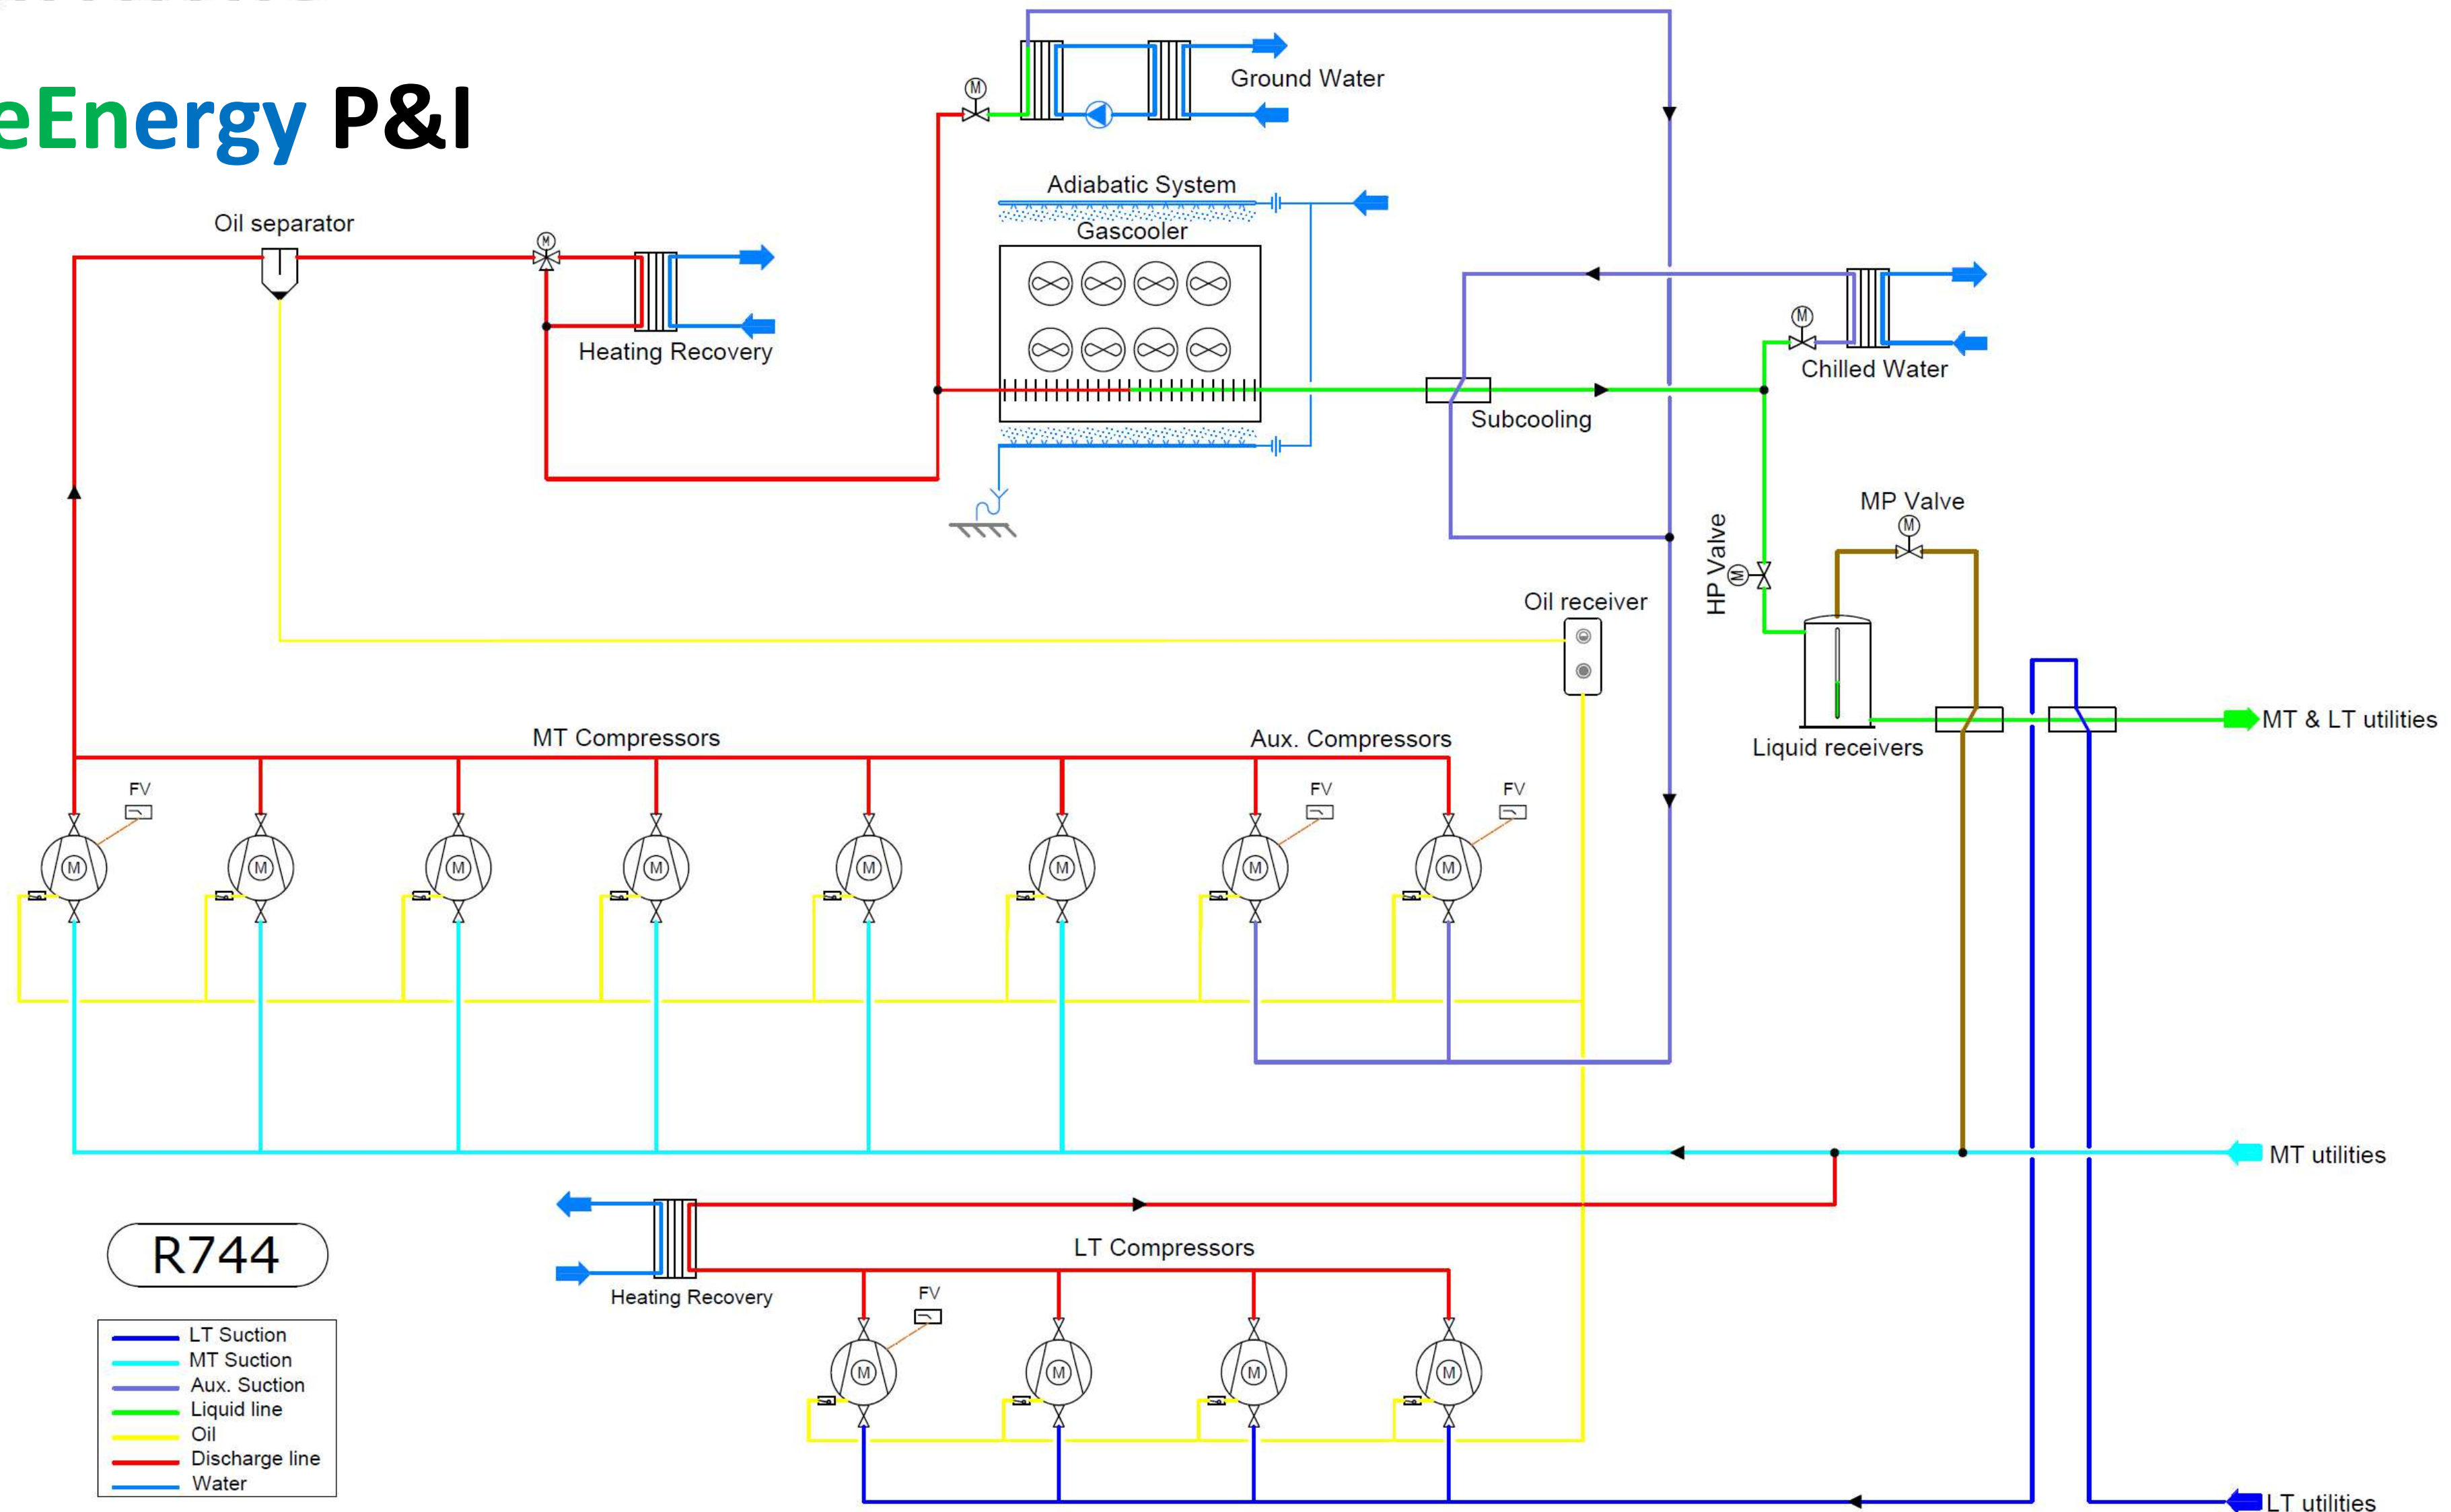 eEnergy P&I
Ground Water
Adiabatic System
Gascooler
Oil separator
M
M
Heating Recovery
M
Chilled Water
Subcooling
MP Valve
M
HP Valve
M
Oil receiver
MT & LT utilities
Liquid receivers
MT Compressors
Aux. Compressors
FV
FV
FV
M
M
M
M
M
M
M
M
MT utilities
R744
LT Compressors
Heating Recovery
FV
M
M
M
M
LT Suction
MT Suction
Aux. Suction
Liquid line
Oil
Discharge line
Water
LT utilities